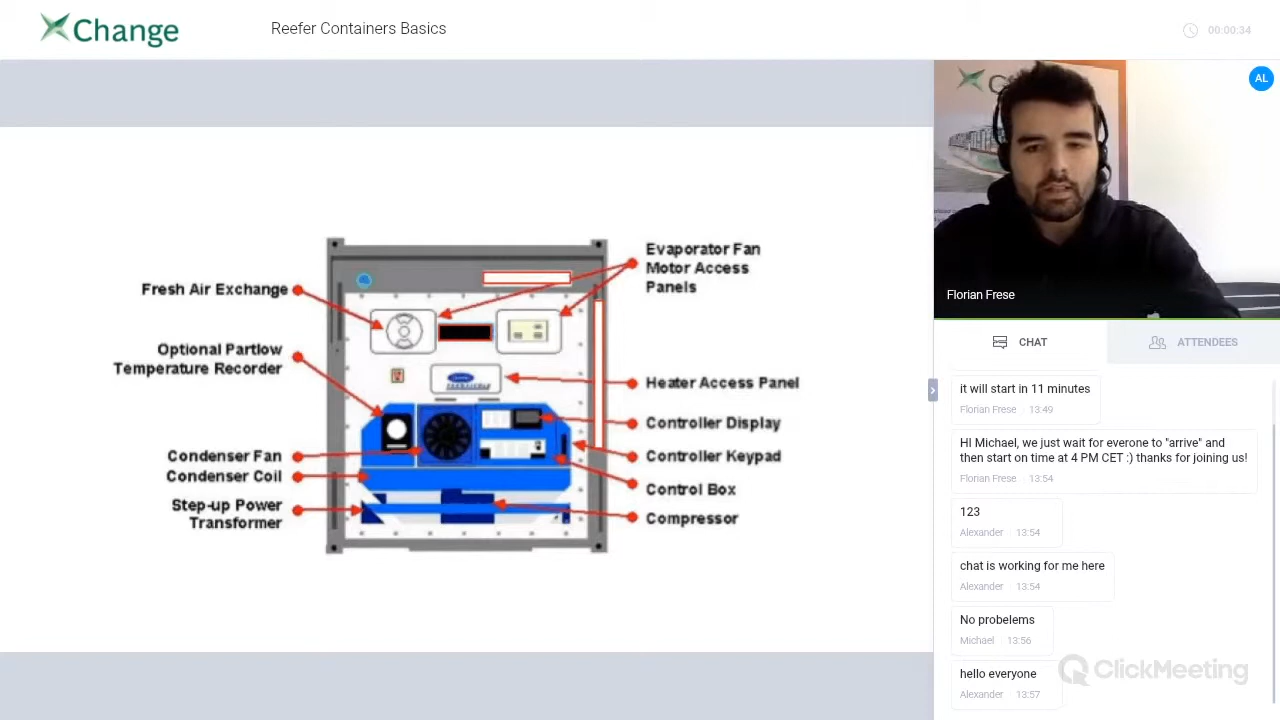 xChange
Reefer Containers Basics
00:00:34
Evaporator Fan
Motor Access
Panels
Fresh Air Exchange
Optional Partlow
Temperature Recorder
Heater Access Panel
Controller Display
Condenser Fan
Controller Keypad
Condenser Coil
Control Box
Step-up Power
Transformer
Compressor
AL
Florian Frese
CHAT
ATTENDEES
it will start in 11 minutes
Florian Frese 13:49
HI Michael, we just wait for everone to "arrive" and
then start on time at 4 PM CET :) thanks for joining us!
Florian Frese 13:54
123
Alexander 13:54
chat is working for me here
Alexander 13:54
No probelems
Michael 13:56
hello everyone
Alexander 13:57
ClickMeeting